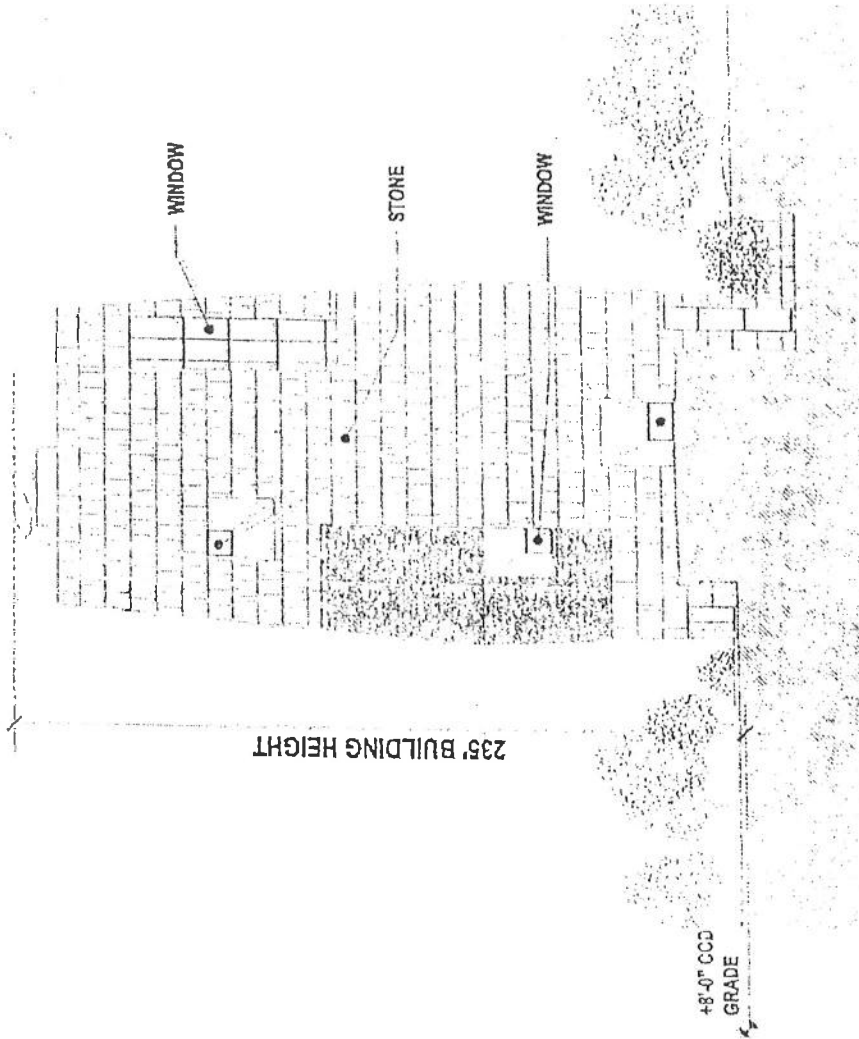 WINDOW
STONE
WINDOW
235' BUILDING HEIGHT
+8'-0" CCD
GRADE